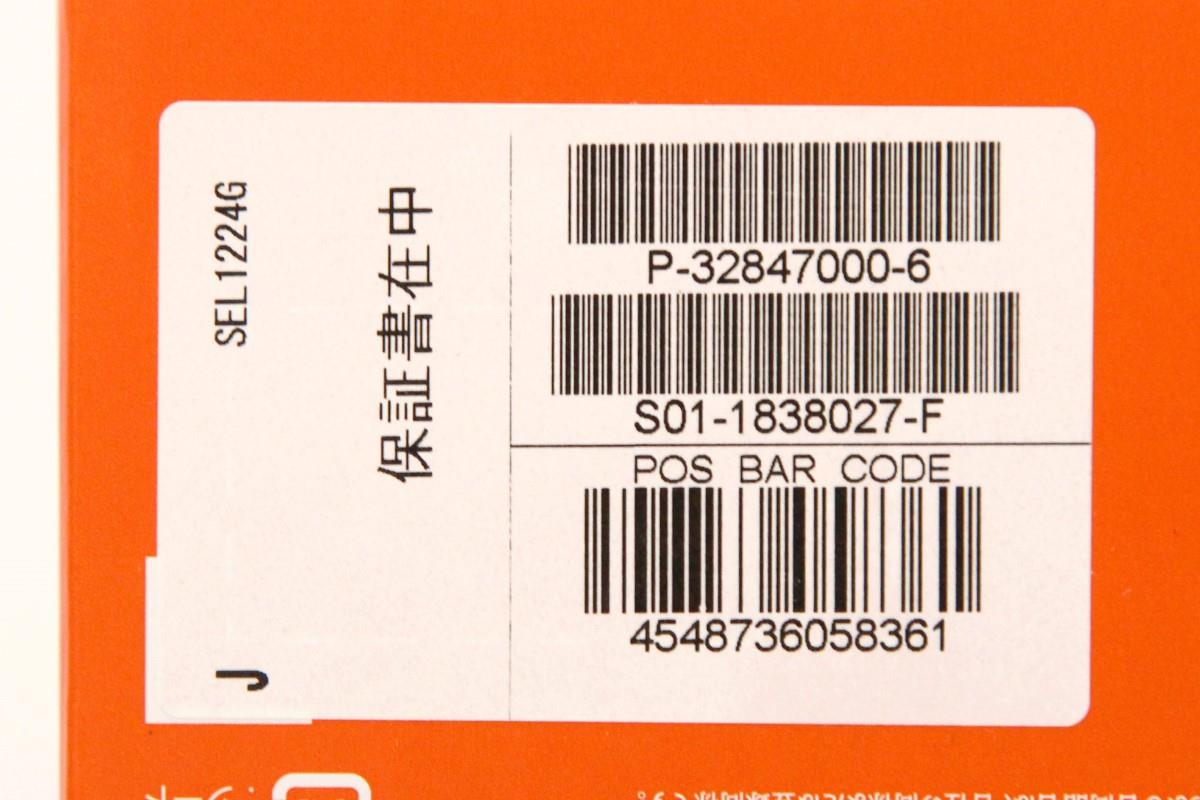 SEL1224G
保証書在中
J
P-32847000-6
S01-1838027-F
POS BAR CODE
4548736058361